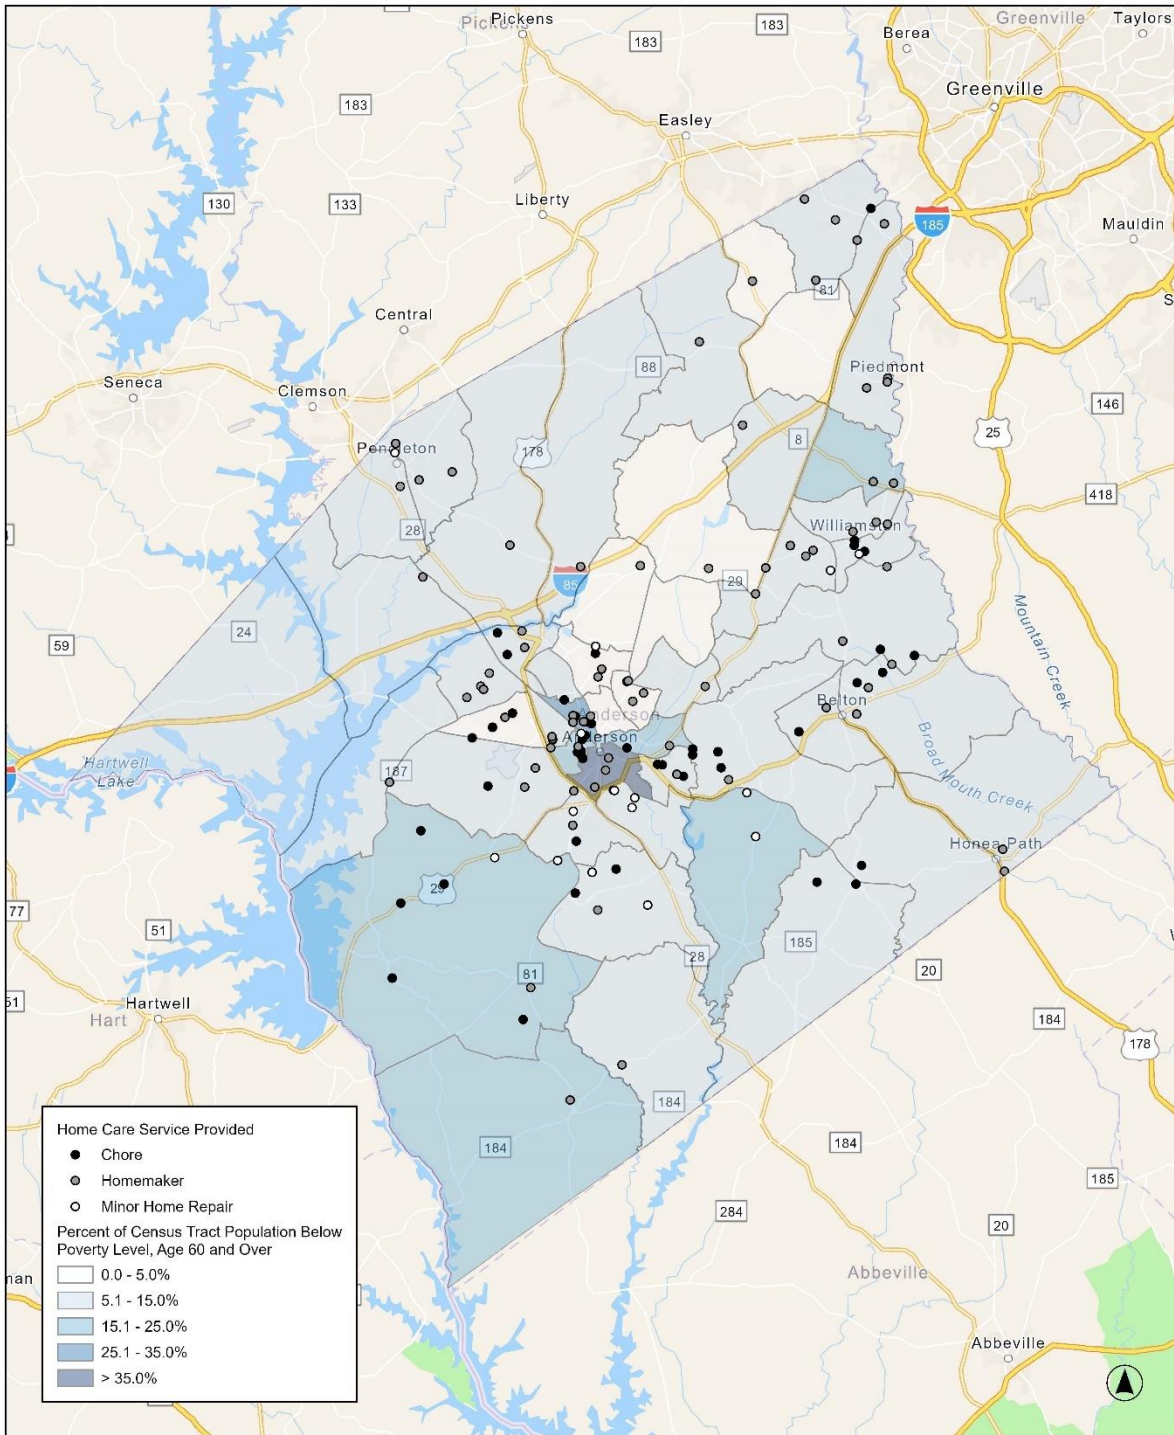 Pickens
Pickens
183
183
Greenville
Taylors
Berea
183
Greenville
Easley
130
133
Liberty
185
Mauldin
81
Central
Seneca
Clemson
88
Piedmont
146
25
178
8
Pendleton
418
28
Williamston
85
29
24
59
Mountain Creek
Belton
Anderson
Anderson
Broad Mouth Creek
Hartwell
Lake
187
Honea Path
29
77
51
185
28
20
81
51
Hartwell
Hart
184
178
184
184
184
185
284
20
Abbeville
Abbeville
man
Home Care Service Provided
Chore
Homemaker
Minor Home Repair
Percent of Census Tract Population Below
Poverty Level, Age 60 and Over
0.0 - 5.0%
5.1 - 15.0%
15.1 - 25.0%
25.1 - 35.0%
> 35.0%